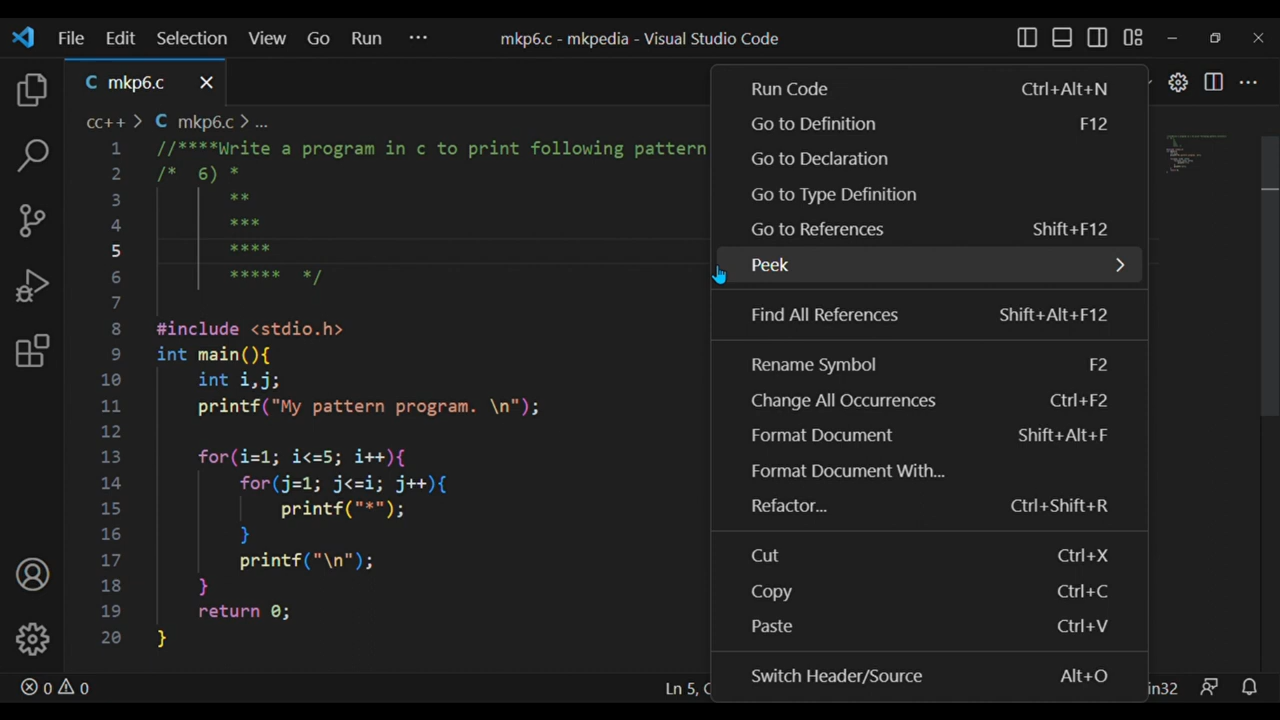 File Edit Selection View Go Run ... mkp6.c - mkpedia - Visual Studio Code
C mkp6.c
cc++ > C mkp6.c > ...
1 //****Write a program in c to print following pattern
2 /* 6) *
3 **
4 ***
5 ****
6 ***** */
7
8 #include <stdio.h>
9 int main(){
10 int i,j;
11 printf("My pattern program. \n");
12
13 for(i=1; i<=5; i++){
14 for(j=1; j<=i; j++){
15 printf("*");
16 }
17 printf("\n");
18 }
19 return 0;
20 }
Run Code Ctrl+Alt+N
Go to Definition F12
Go to Declaration
Go to Type Definition
Go to References Shift+F12
Peek >
Find All References Shift+Alt+F12
Rename Symbol F2
Change All Occurrences Ctrl+F2
Format Document Shift+Alt+F
Format Document With...
Refactor... Ctrl+Shift+R
Cut Ctrl+X
Copy Ctrl+C
Paste Ctrl+V
Switch Header/Source Alt+O
0 0 Ln 5, in32